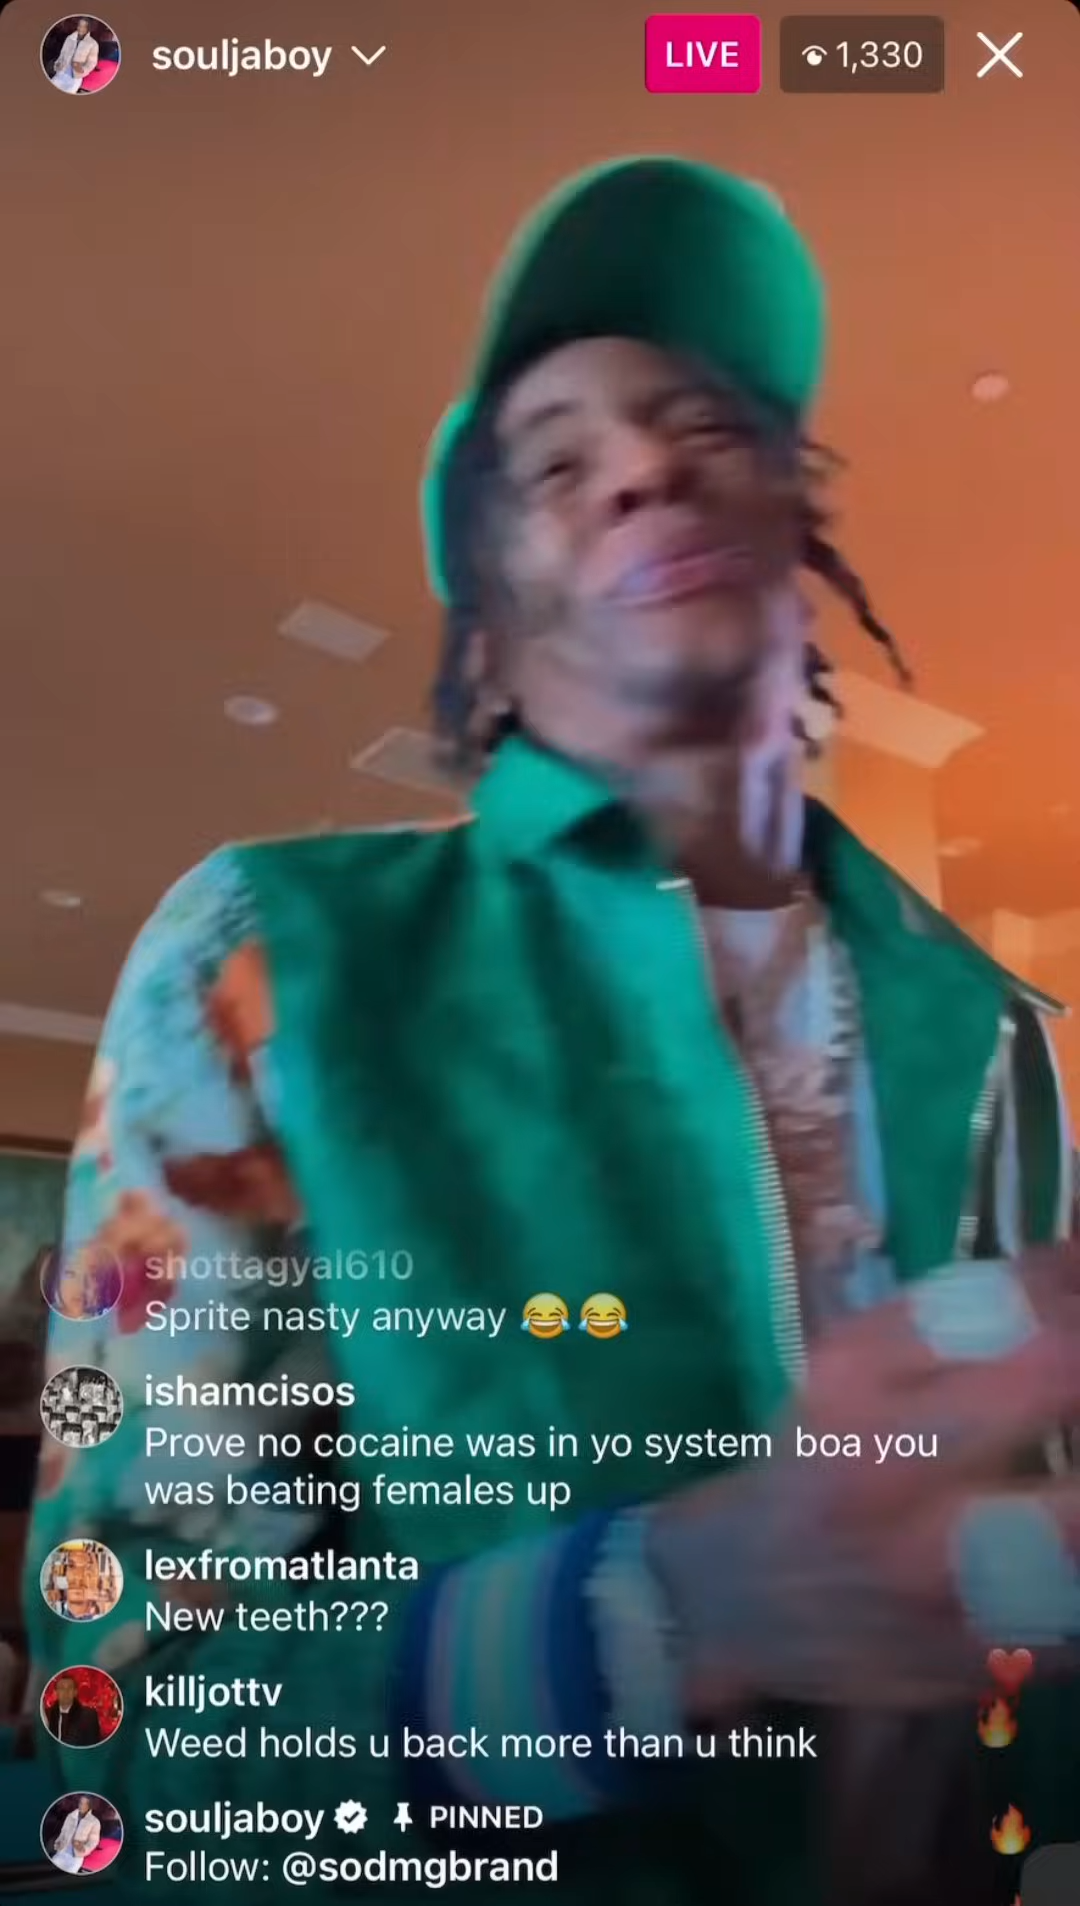 souljaboy
LIVE
1,330
shottagyal610
Sprite nasty anyway 😂😂
ishamcisos
Prove no cocaine was in yo system  boa you
was beating females up
lexfromatlanta
New teeth???
killjottv
Weed holds u back more than u think
souljaboy PINNED
Follow: @sodmgbrand